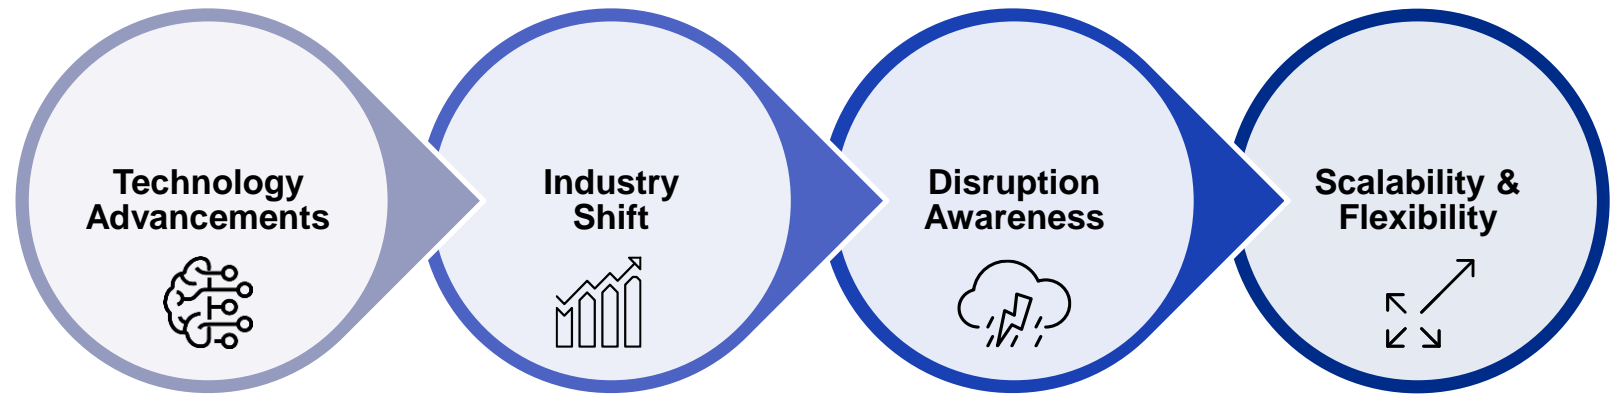 Technology
Advancements
Industry
Shift
Disruption
Awareness
Scalability &
Flexibility